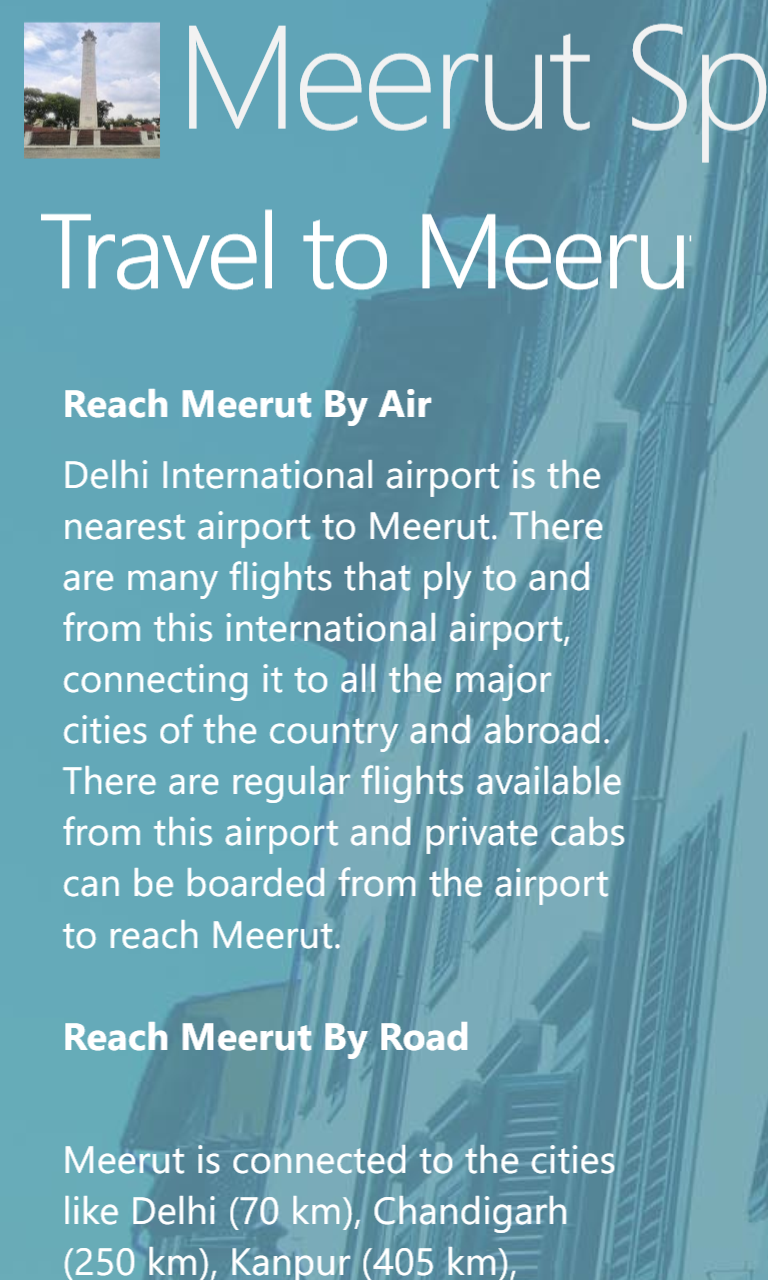 Meerut Sp
Travel to Meeru
Reach Meerut By Air
Delhi International airport is the
nearest airport to Meerut. There
are many flights that ply to and
from this international airport,
connecting it to all the major
cities of the country and abroad.
There are regular flights available
from this airport and private cabs
can be boarded from the airport
to reach Meerut.
Reach Meerut By Road
Meerut is connected to the cities
like Delhi (70 km), Chandigarh
(250 km), Kanpur (405 km),